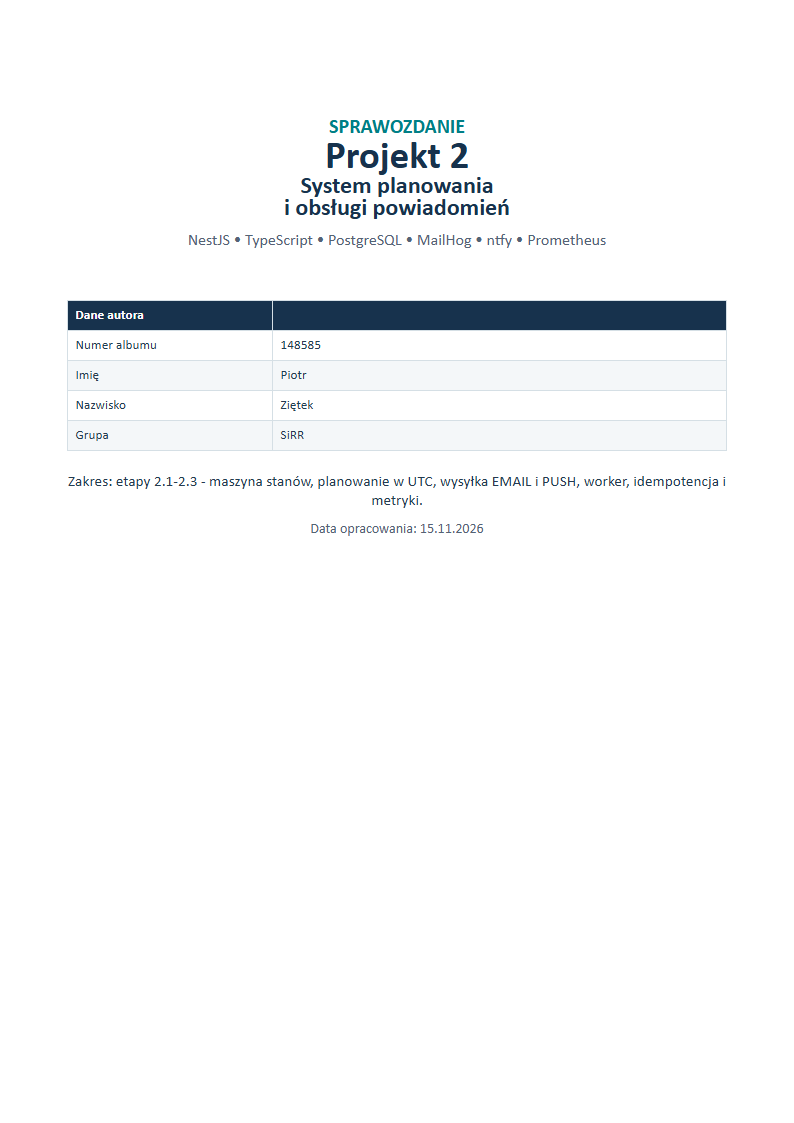 SPRAWOZDANIE
Projekt 2
System planowania
i obsługi powiadomień
NestJS • TypeScript • PostgreSQL • MailHog • ntfy • Prometheus
Dane autora
Numer albumu 148585
Imię Piotr
Nazwisko Ziętek
Grupa SiRR
Zakres: etapy 2.1-2.3 - maszyna stanów, planowanie w UTC, wysyłka EMAIL i PUSH, worker, idempotencja i
metryki.
Data opracowania: 15.11.2026